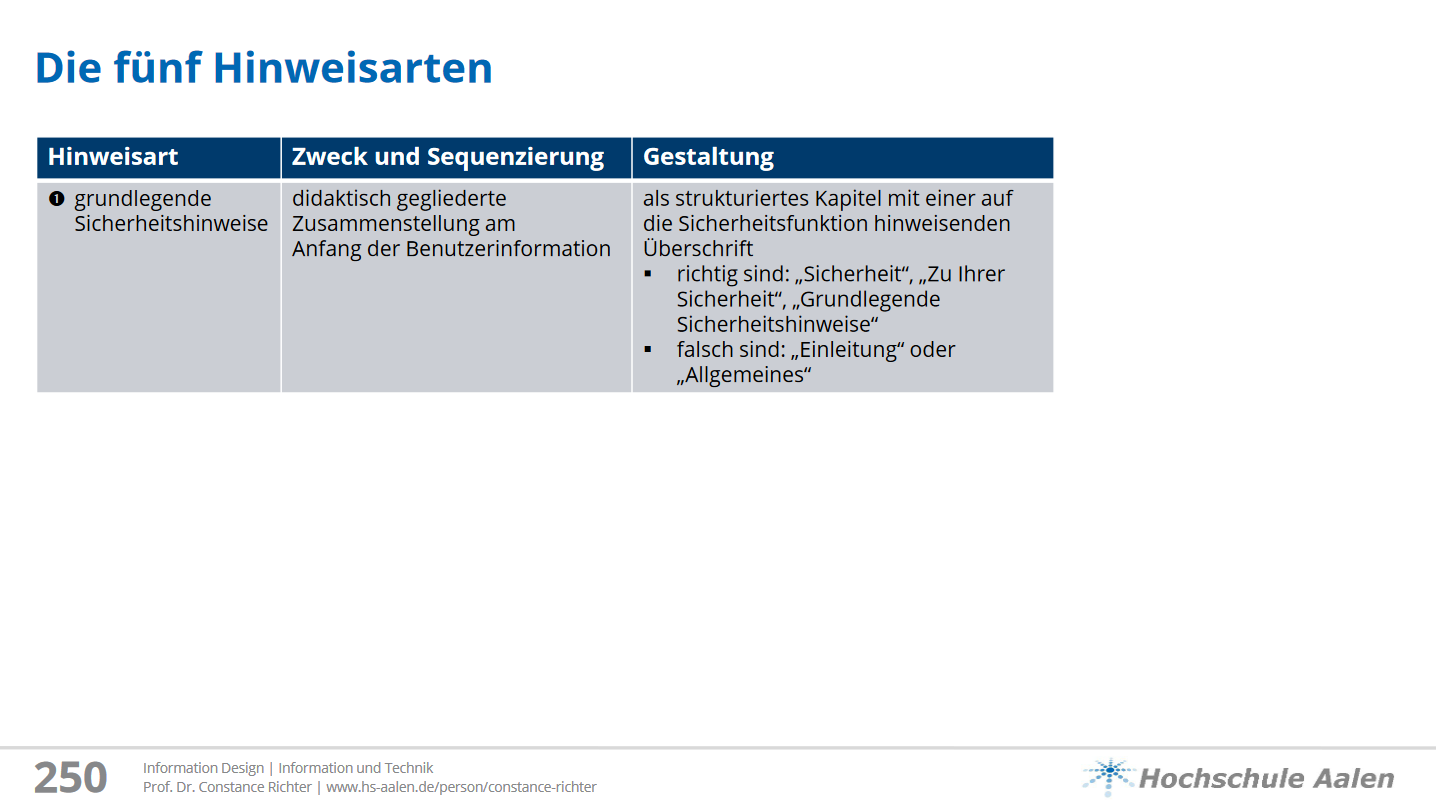 Die fünf Hinweisarten
Hinweisart
Zweck und Sequenzierung
Gestaltung
❶ grundlegende
Sicherheitshinweise
didaktisch gegliederte
Zusammenstellung am
Anfang der Benutzerinformation
als strukturiertes Kapitel mit einer auf
die Sicherheitsfunktion hinweisenden
Überschrift
▪ richtig sind: „Sicherheit“, „Zu Ihrer
Sicherheit“, „Grundlegende
Sicherheitshinweise“
▪ falsch sind: „Einleitung“ oder
„Allgemeines“
250
Information Design | Information und Technik
Prof. Dr. Constance Richter | www.hs-aalen.de/person/constance-richter
Hochschule Aalen